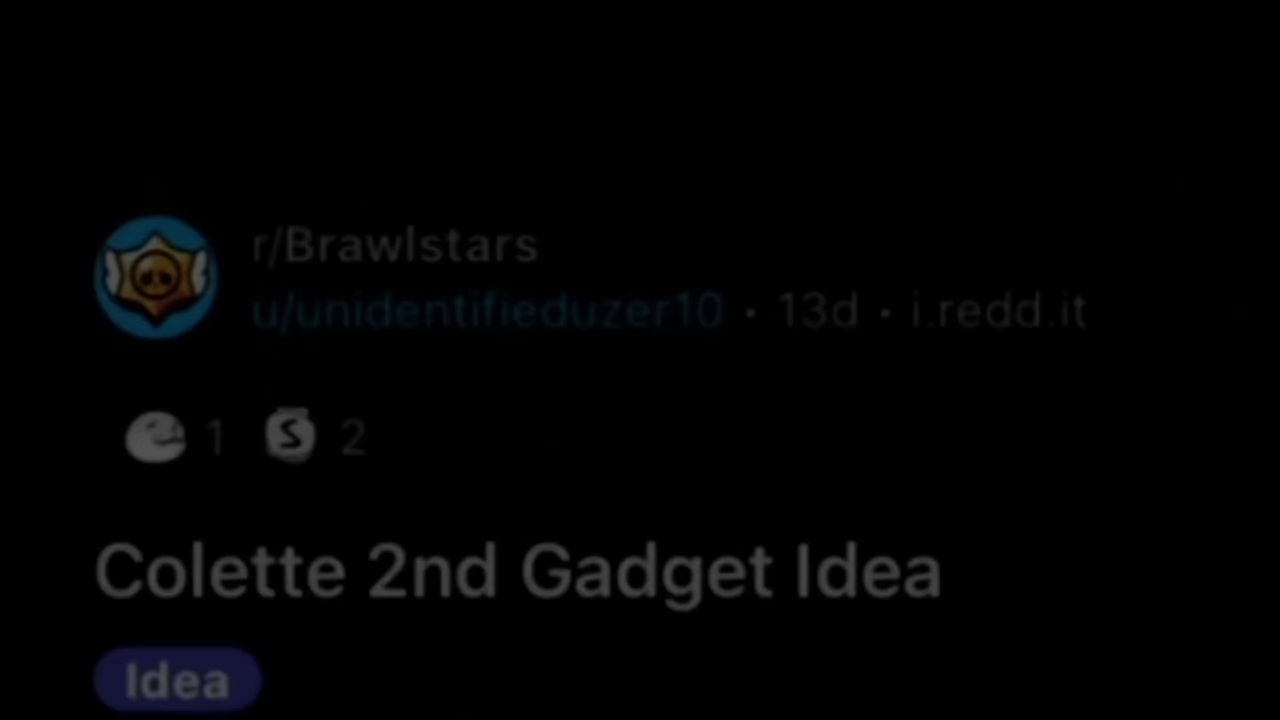 r/Brawlstars
u/unidentifieduzer10 • 13d • i.redd.it
1 S 2
Colette 2nd Gadget Idea
Idea